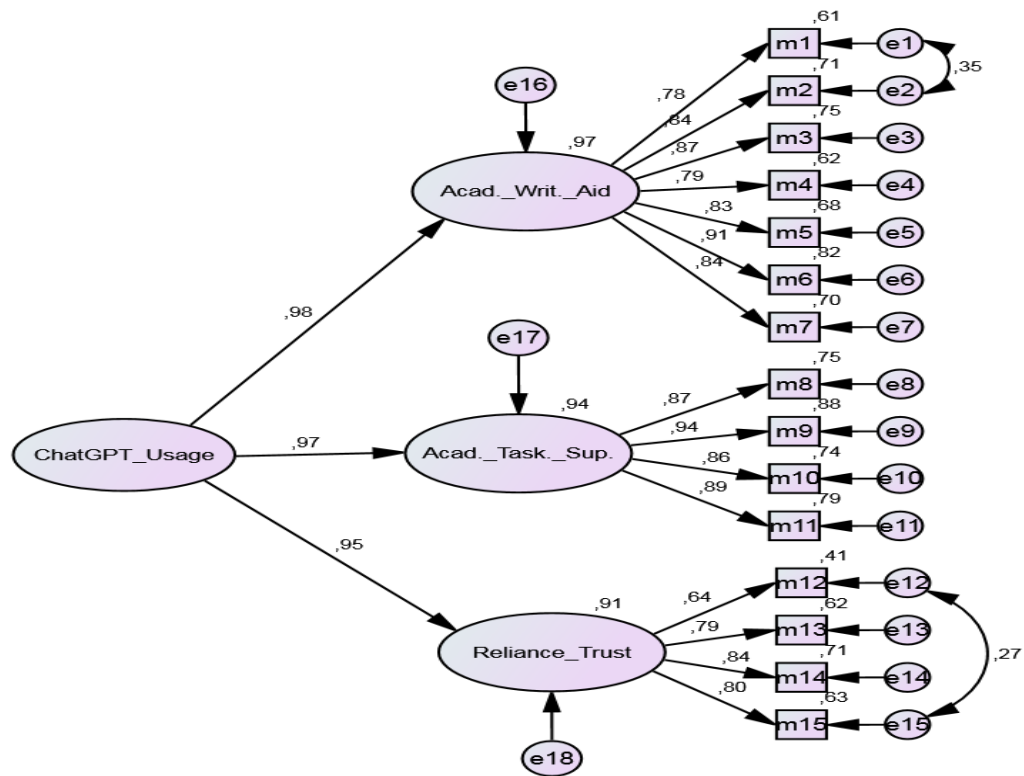 ,61
m1
e1
,35
,71
m2
e2
e16
,78
,84
,75
m3
e3
,97
,87
,62
Acad._Writ._Aid
,79
m4
e4
,83
,68
m5
e5
,91
,82
m6
e6
,84
,70
m7
e7
,98
e17
,75
m8
e8
,87
,88
,94
,94
m9
e9
ChatGPT_Usage
,97
Acad._Task._Sup.
,86
,74
m10
e10
,89
,79
m11
e11
,95
,41
m12
e12
,91
,64
,62
,79
m13
e13
,27
Reliance_Trust
,84
,71
m14
e14
,80
,63
m15
e15
e18